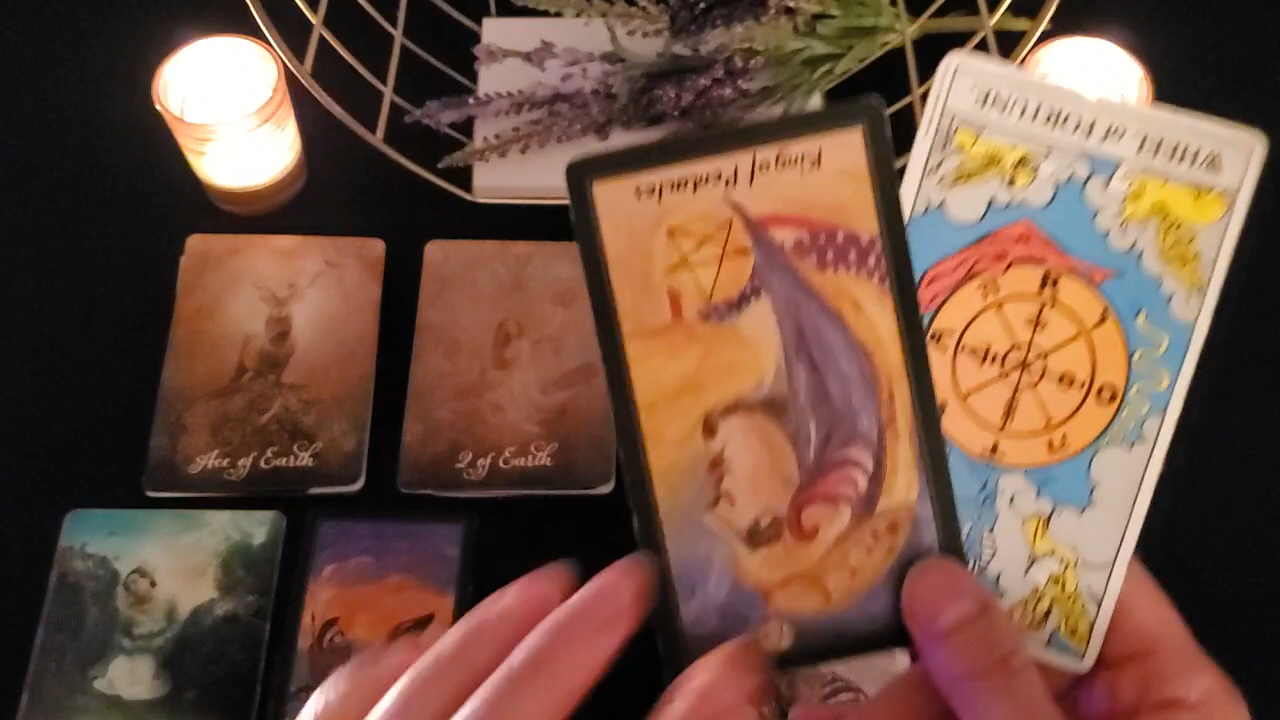 WHEEL of FORTUNE.
King of Pentacles
Ace of Earth
2 of Earth